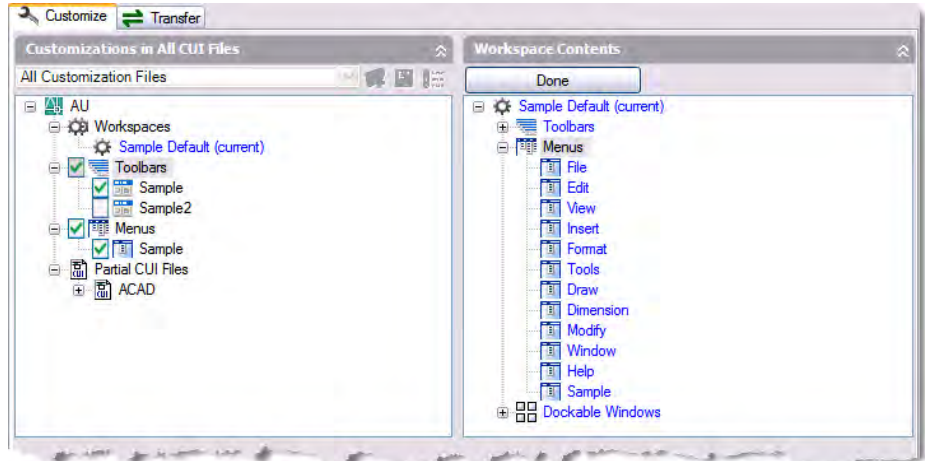 Customize Transfer
Customizations in All CUI Files
All Customization Files
AU
Workspaces
Sample Default (current)
Toolbars
Sample
Sample2
Menus
Sample
Partial CUI Files
ACAD
Workspace Contents
Done
Sample Default (current)
Toolbars
Menus
File
Edit
View
Insert
Format
Tools
Draw
Dimension
Modify
Window
Help
Sample
Dockable Windows